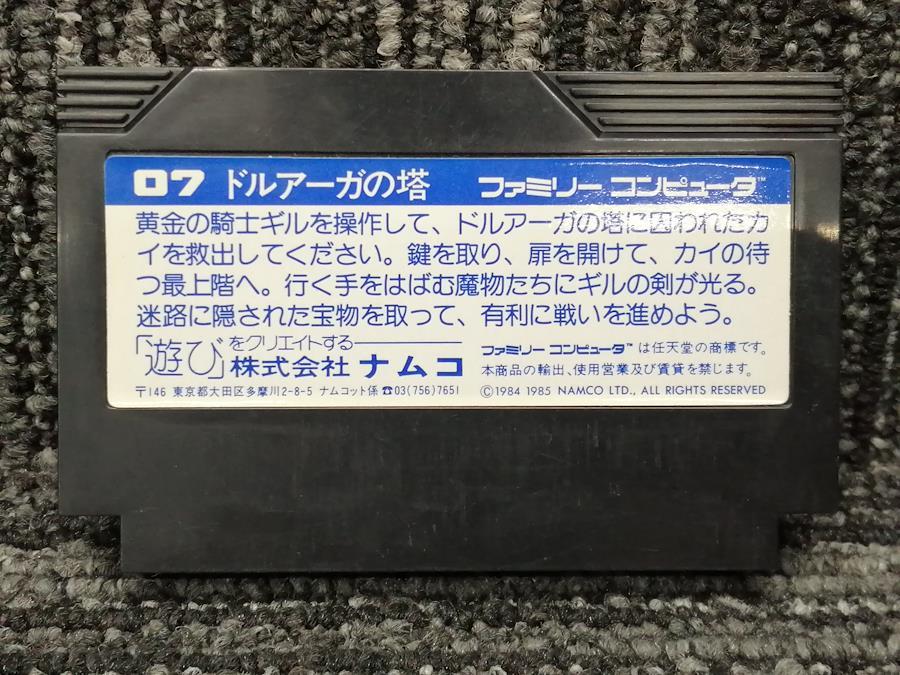 07 ドルアーガの塔 ファミリー コンピュータ™
黄金の騎士ギルを操作して、ドルアーガの塔に囚われたカ
イを救出してください。鍵を取り、扉を開けて、カイの待
つ最上階へ。行く手をはばむ魔物たちにギルの剣が光る。
迷路に隠された宝物を取って、有利に戦いを進めよう。
「遊び」をクリエイトする
株式会社 ナムコ
〒146 東京都大田区多摩川2-8-5 ナムコット係 ☎03(756)7651
ファミリー コンピュータ™ は任天堂の商標です。
本商品の輸出、使用営業及び賃貸を禁じます。
©1984 1985 NAMCO LTD., ALL RIGHTS RESERVED